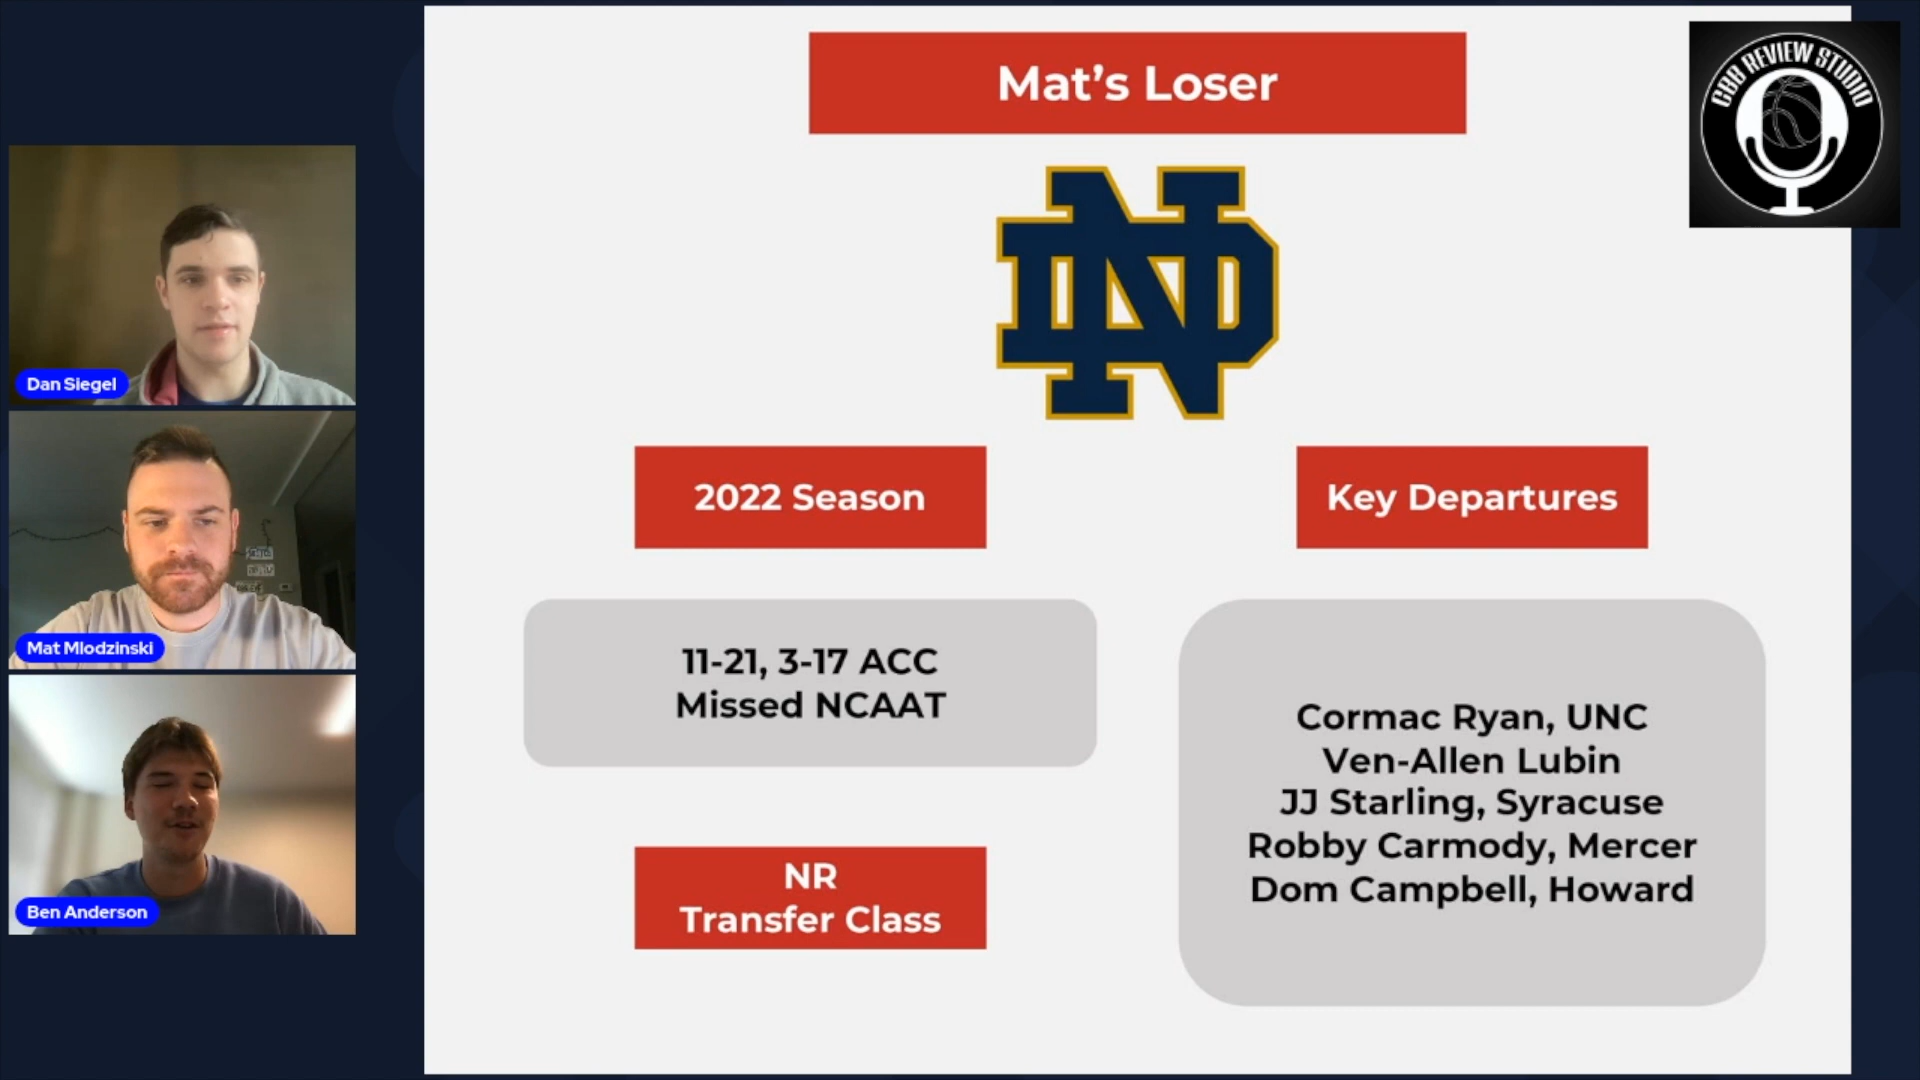 Mat's Loser
CBB REVIEW STUDIO
ND
Dan Siegel
Mat Mlodzinski
Ben Anderson
2022 Season
11-21, 3-17 ACC
Missed NCAAT
NR
Transfer Class
Key Departures
Cormac Ryan, UNC
Ven-Allen Lubin
JJ Starling, Syracuse
Robby Carmody, Mercer
Dom Campbell, Howard